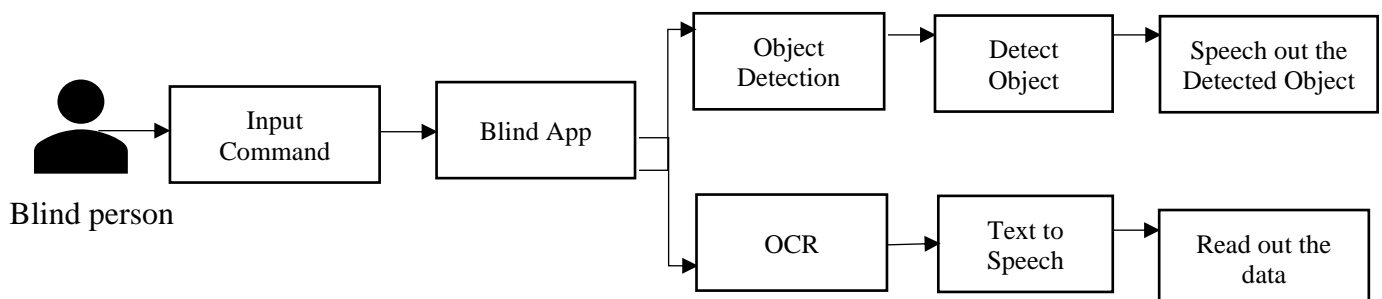 Blind person
Input
Command
Blind App
Object
Detection
Detect
Object
Speech out the
Detected Object
OCR
Text to
Speech
Read out the
data